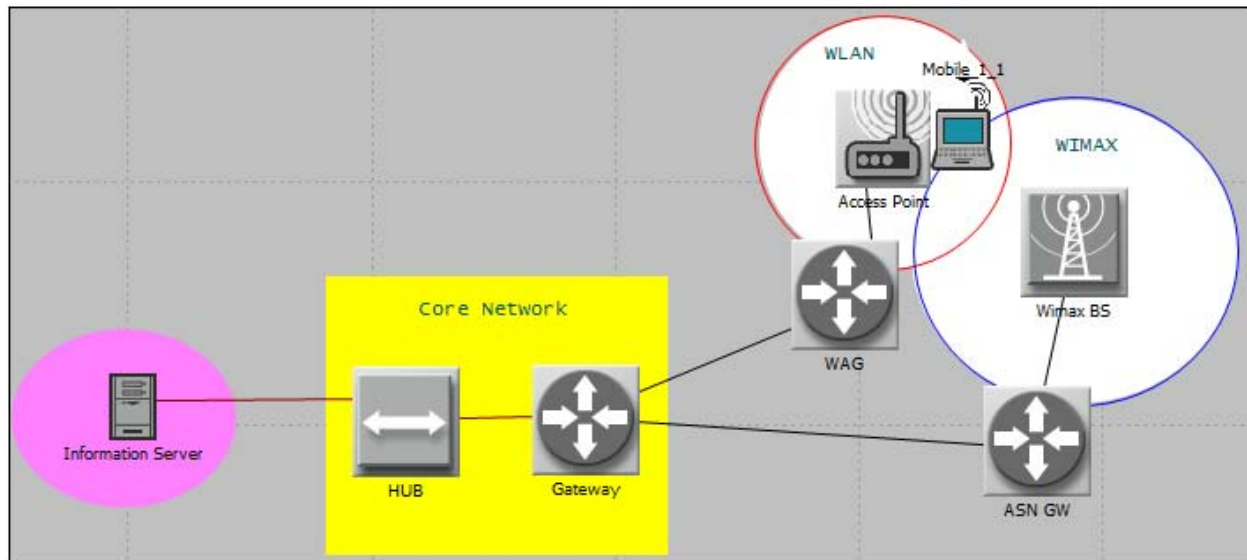 WLAN
Mobile_1_1
WIMAX
Access Point
Wimax BS
Core Network
WAG
Information Server
HUB
Gateway
ASN GW